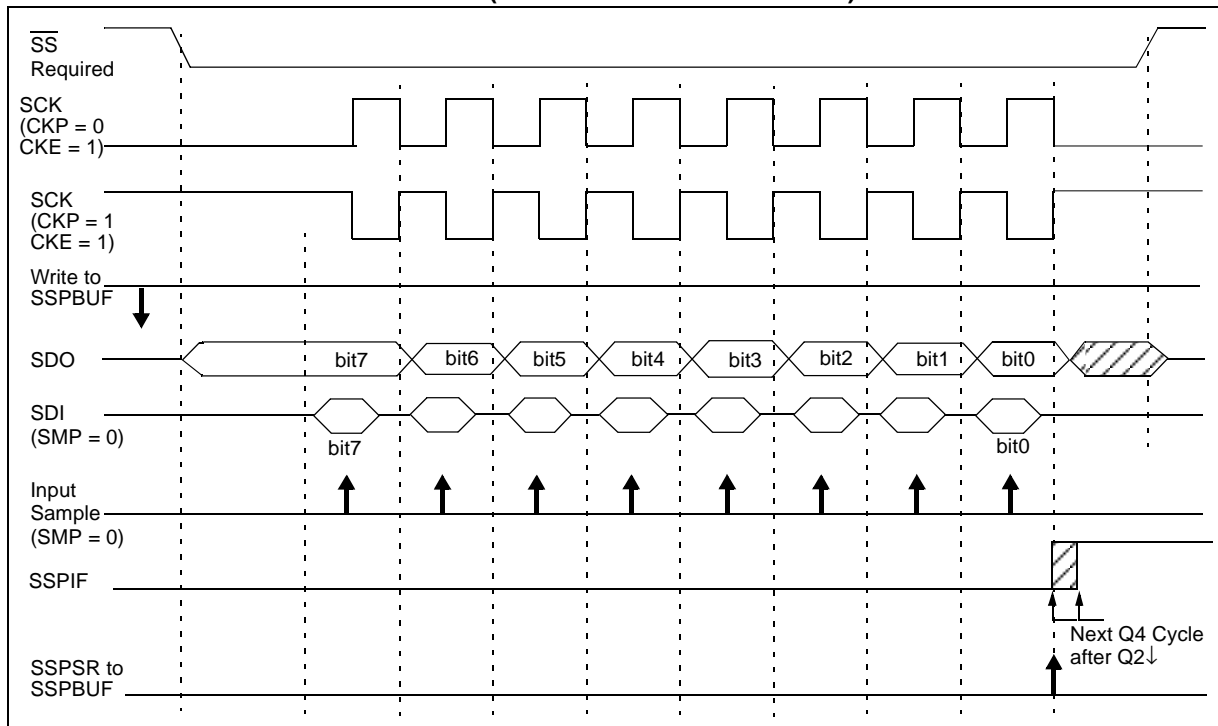 SS
Required
SCK
(CKP = 0
CKE = 1)
SCK
(CKP = 1
CKE = 1)
Write to
SSPBUF
SDO
bit7 bit6 bit5 bit4 bit3 bit2 bit1 bit0
SDI
(SMP = 0)
bit7 bit0
Input
Sample
(SMP = 0)
SSPIF
Next Q4 Cycle
after Q2↓
SSPSR to
SSPBUF